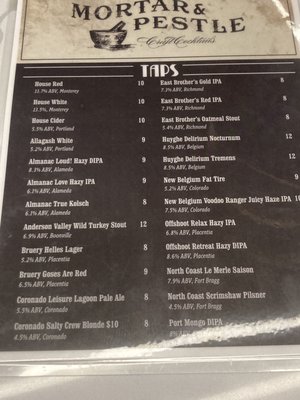 MORTAR & PESTLE
Craft Cocktails
TAPS
House Red 10
13.7% ABV, Monterey
House White 10
13.5%, Monterey
House Cider 10
5.5% ABV, Portland
Allagash White 9
5.2% ABV, Portland
Almanac Loud! Hazy DIPA 9
8.1% ABV, Alameda
Almanac Love Hazy IPA 9
6.1% ABV, Alameda
Almanac True Kolsch 8
ABV, Alameda
Anderson Valley Wild Turkey Stout 12
6.9% ABV, Boonville
Bruery Helles Lager 8
5.2% ABV, Placentia
Bruery Goses Are Red 9
6.5% ABV, Placentia
Coronado Leisure Lagoon Pale Ale 8
5.5% ABV, Coronado
Coronado Salty Crew Blonde $10 8
4.5% ABV, Coronado
East Brother's Gold IPA 9
7.3% ABV, Richmond
East Brother's Red IPA 9
7.3% ABV, Richmond
East Brother's Oatmeal Stout 9
5.4% ABV, Richmond
Huyghe Delirium Nocturnum 12
8.5% ABV, Belgium
Huyghe Delirium Tremens 12
8.5% ABV, Belgium
New Belgium Fat Tire 9
5.2% ABV, Colorado
New Belgium Voodoo Ranger Juicy Haze IPA 10
7.5% ABV, Colorado
Offshoot Relax Hazy IPA 9
6.8% ABV, Placentia
Offshoot Retreat Hazy DIPA 9
8.6% ABV, Placentia
North Coast Le Merle Saison 9
7.9% ABV, Fort Bragg
North Coast Scrimshaw Pilsner 8
4.5% ABV, Fort Bragg
Port Mongo DIPA 8
ABV,